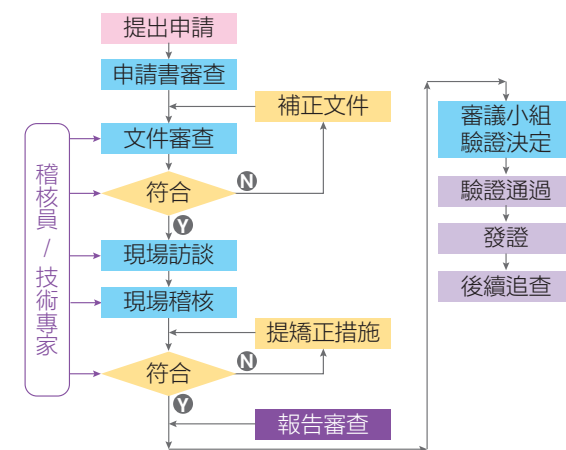 提出申請
申請書審查
補正文件
文件審查
符合
N
Y
現場訪談
現場稽核
提矯正措施
符合
N
Y
報告審查
稽核員/技術專家
審議小組
驗證決定
驗證通過
發證
後續追查